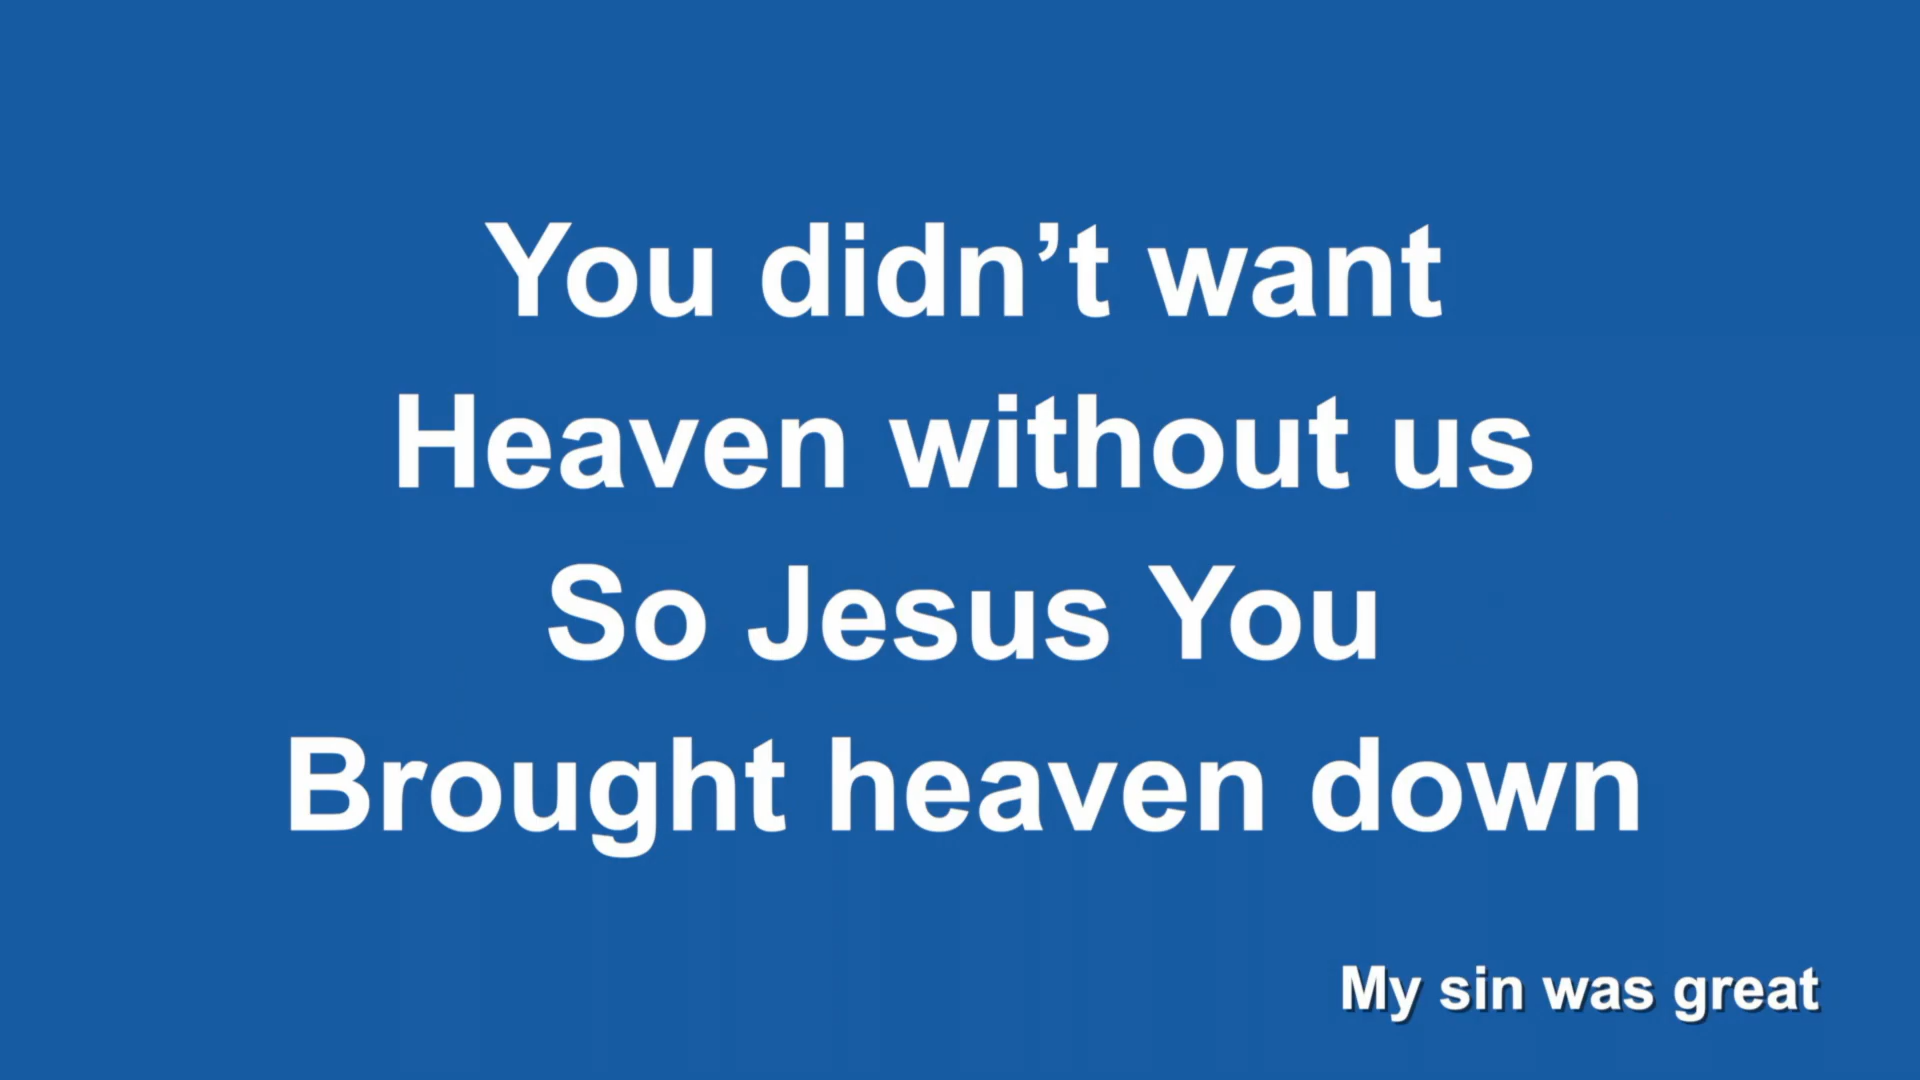 You didn’t want
Heaven without us
So Jesus You
Brought heaven down
My sin was great